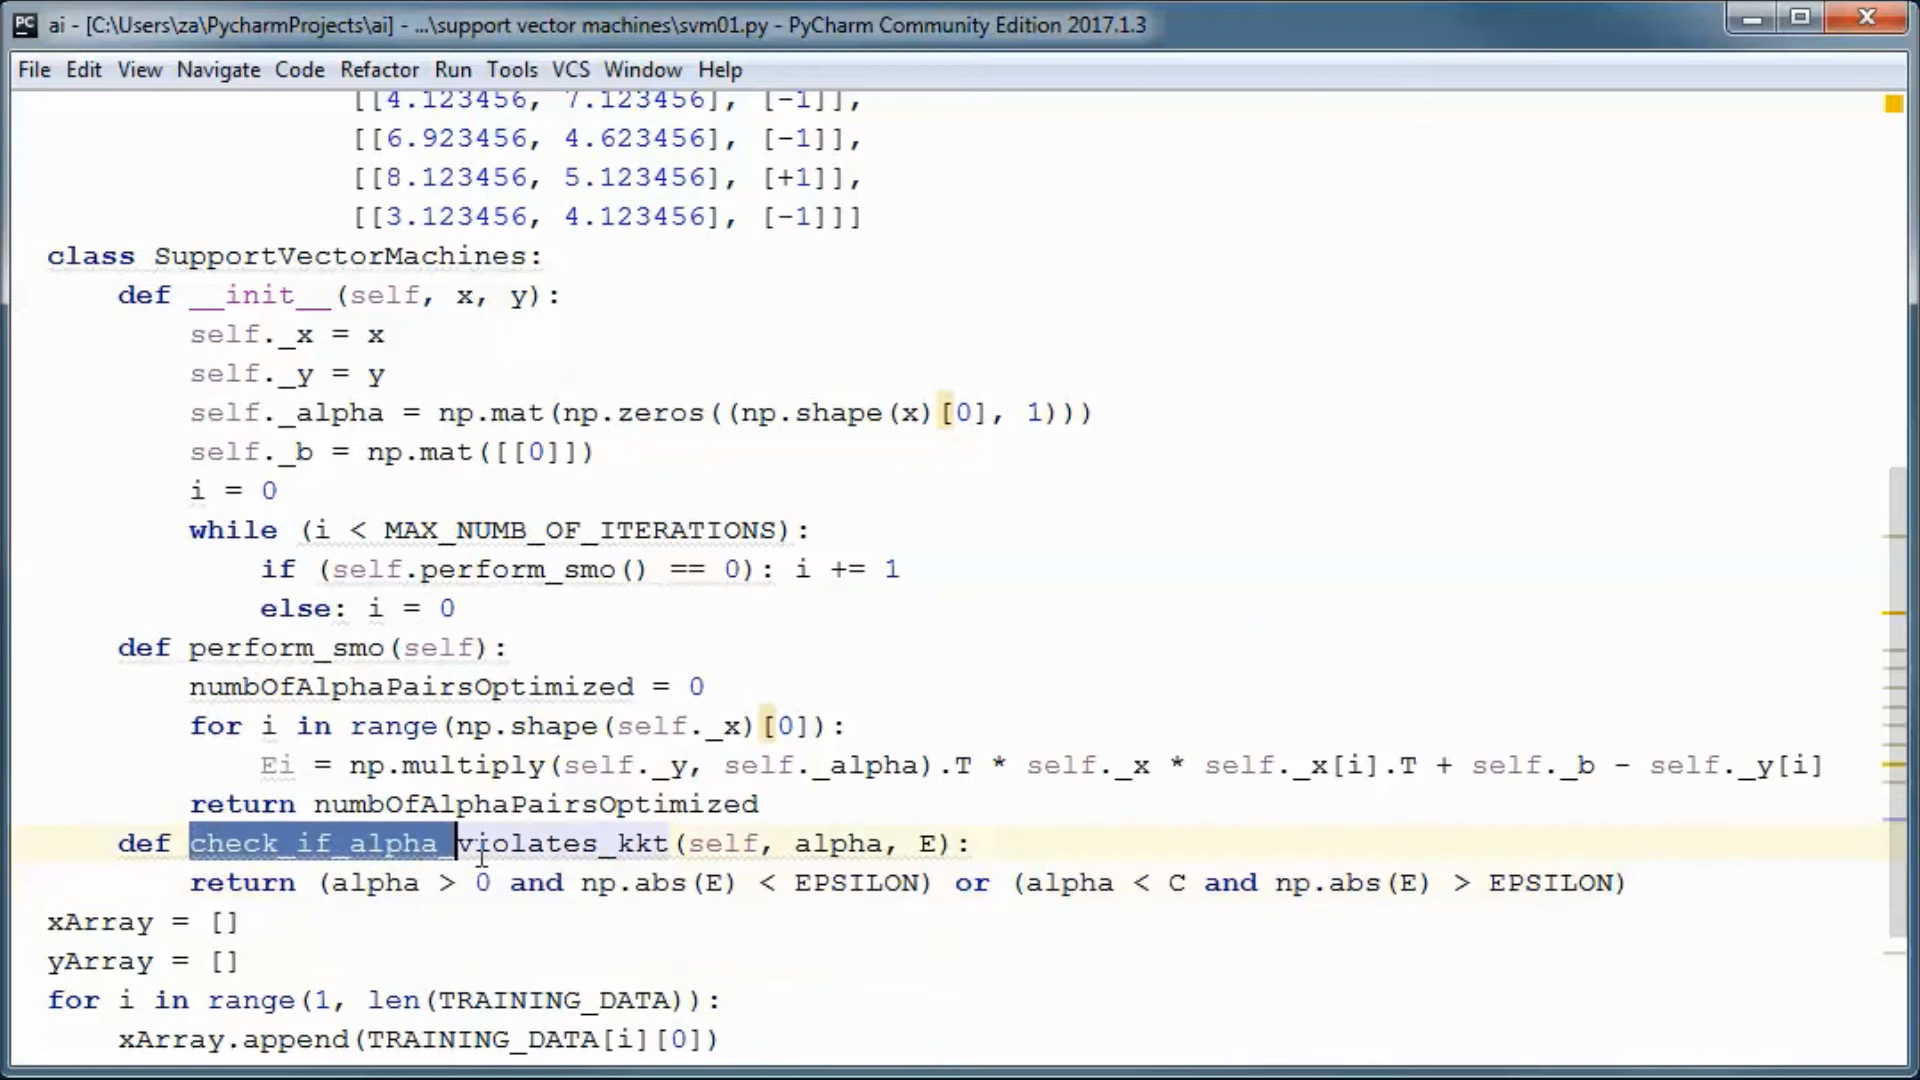 PC ai - [C:\Users\za\PycharmProjects\ai] - ...\support vector machines\svm01.py - PyCharm Community Edition 2017.1.3
File Edit View Navigate Code Refactor Run Tools VCS Window Help
[[4.123456, 7.123456], [-1]],
[[6.923456, 4.623456], [-1]],
[[8.123456, 5.123456], [+1]],
[[3.123456, 4.123456], [-1]]]
class SupportVectorMachines:
def __init__(self, x, y):
self._x = x
self._y = y
self._alpha = np.mat(np.zeros((np.shape(x)[0], 1)))
self._b = np.mat([[0]])
i = 0
while (i < MAX_NUMB_OF_ITERATIONS):
if (self.perform_smo() == 0): i += 1
else: i = 0
def perform_smo(self):
numbOfAlphaPairsOptimized = 0
for i in range(np.shape(self._x)[0]):
Ei = np.multiply(self._y, self._alpha).T * self._x * self._x[i].T + self._b - self._y[i]
return numbOfAlphaPairsOptimized
def check_if_alpha_violates_kkt(self, alpha, E):
return (alpha > 0 and np.abs(E) < EPSILON) or (alpha < C and np.abs(E) > EPSILON)
xArray = []
yArray = []
for i in range(1, len(TRAINING_DATA)):
xArray.append(TRAINING_DATA[i][0])